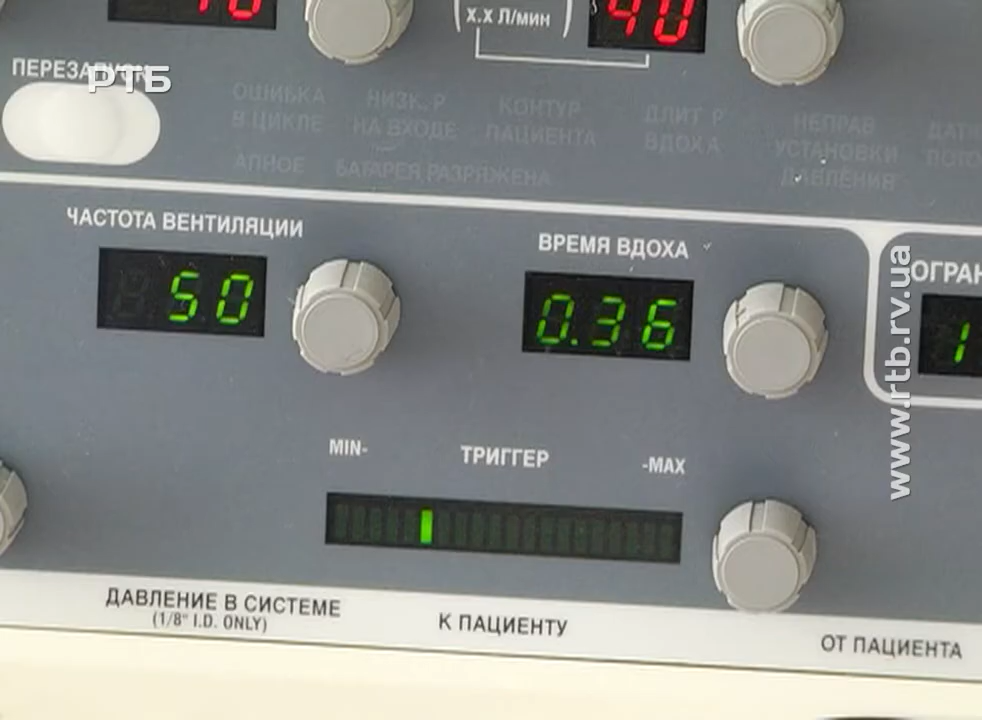 х.х Л/мин
40
ПЕРЕЗАПУСК
РТБ
ОШИБКА
В ЦИКЛЕ
НИЗК. Р
НА ВХОДЕ
КОНТУР
ПАЦИЕНТА
ДЛИТ Р
ВДОХА
НЕПРАВ
УСТАНОВКИ
ДАВЛЕНИЯ
АПНОЕ
БАТАРЕЯ РАЗРЯЖЕНА
ЧАСТОТА ВЕНТИЛЯЦИИ
50
ВРЕМЯ ВДОХА
0.36
ОГРАН
1
www.rtb.rv.ua
MIN-
ТРИГГЕР
-MAX
ДАВЛЕНИЕ В СИСТЕМЕ
(1/8" I.D. ONLY)
К ПАЦИЕНТУ
ОТ ПАЦИЕНТА